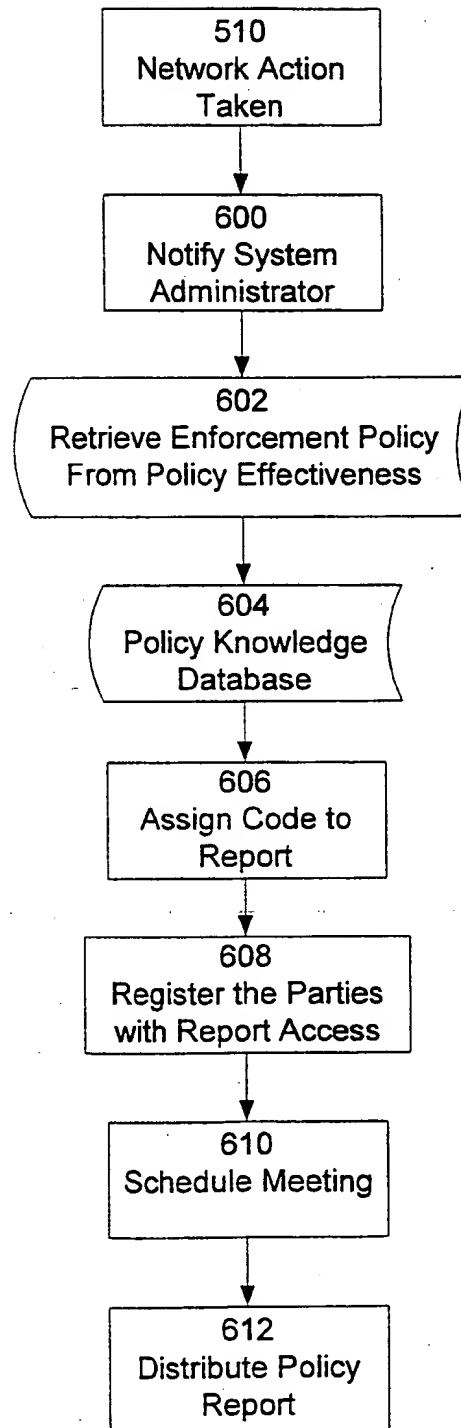 510
Network Action
Taken
600
Notify System
Administrator
602
Retrieve Enforcement Policy
From Policy Effectiveness
604
Policy Knowledge
Database
606
Assign Code to
Report
608
Register the Parties
with Report Access
610
Schedule Meeting
612
Distribute Policy
Report